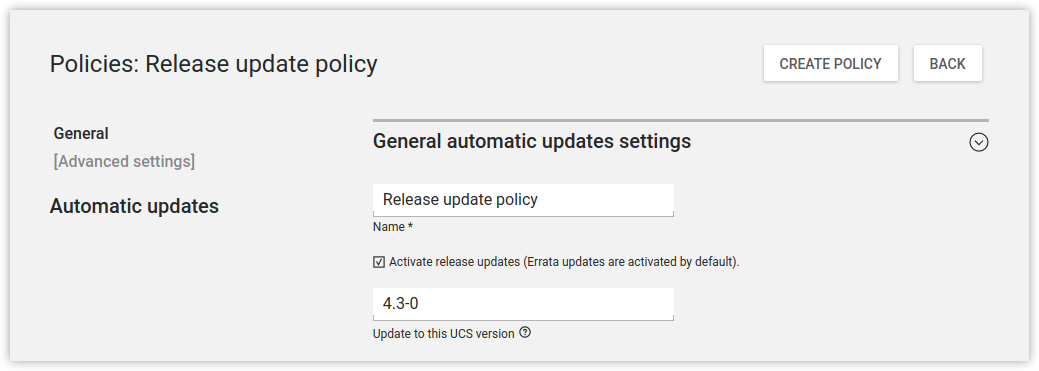 Policies: Release update policy
CREATE POLICY
BACK
General
[Advanced settings]
Automatic updates
General automatic updates settings
Release update policy
Name *
Activate release updates (Errata updates are activated by default).
4.3-0
Update to this UCS version